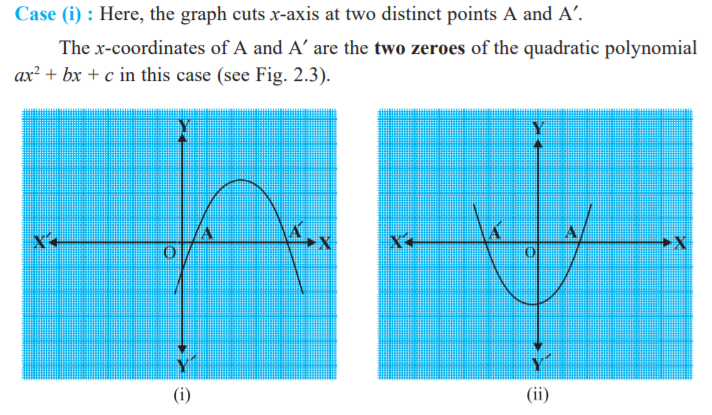 Case (i) : Here, the graph cuts x-axis at two distinct points A and A′.
The x-coordinates of A and A′ are the two zeroes of the quadratic polynomial
ax² + bx + c in this case (see Fig. 2.3).
Y
A
A′
X′
X
O
Y′
(i)
Y
A′
A
X′
X
O
Y′
(ii)